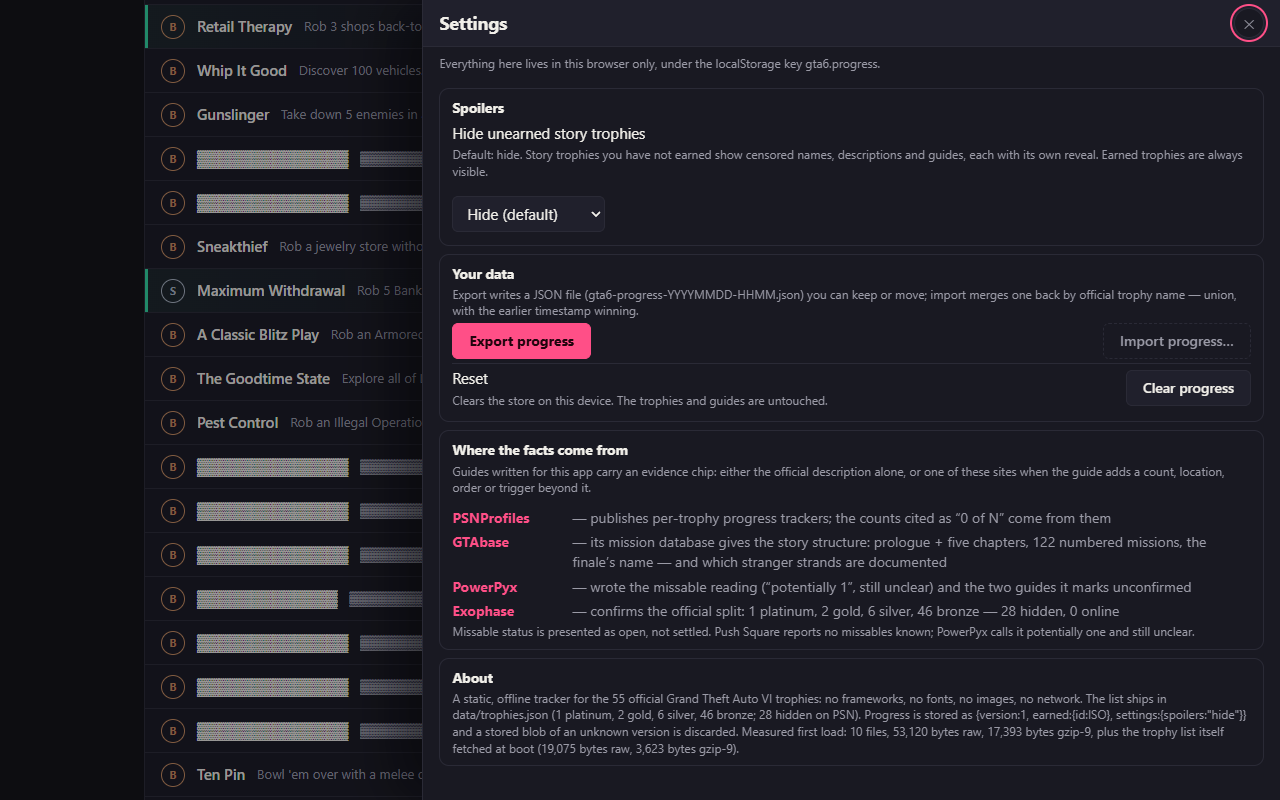 B Retail Therapy Rob 3 shops back-to
B Whip It Good Discover 100 vehicles
B Gunslinger Take down 5 enemies in
B
B
B Sneakthief Rob a jewelry store witho
S Maximum Withdrawal Rob 5 Bank
B A Classic Blitz Play Rob an Armored
B The Goodtime State Explore all of
B Pest Control Rob an Illegal Operatio
B
B
B
B
B
B
B
B Ten Pin Bowl 'em over with a melee
Settings
Everything here lives in this browser only, under the localStorage key gta6.progress.
Spoilers
Hide unearned story trophies
Default: hide. Story trophies you have not earned show censored names, descriptions and guides, each with its own reveal. Earned trophies are always
visible.
Hide (default)
Your data
Export writes a JSON file (gta6-progress-YYYYMMDD-HHMM.json) you can keep or move; import merges one back by official trophy name — union,
with the earlier timestamp winning.
Export progress
Import progress...
Reset
Clears the store on this device. The trophies and guides are untouched.
Clear progress
Where the facts come from
Guides written for this app carry an evidence chip: either the official description alone, or one of these sites when the guide adds a count, location,
order or trigger beyond it.
PSNProfiles — publishes per-trophy progress trackers; the counts cited as “0 of N” come from them
GTAbase — its mission database gives the story structure: prologue + five chapters, 122 numbered missions, the
finale’s name — and which stranger strands are documented
PowerPyx — wrote the missable reading (“potentially 1”, still unclear) and the two guides it marks unconfirmed
Exophase — confirms the official split: 1 platinum, 2 gold, 6 silver, 46 bronze — 28 hidden, 0 online
Missable status is presented as open, not settled. Push Square reports no missables known; PowerPyx calls it potentially one and still unclear.
About
A static, offline tracker for the 55 official Grand Theft Auto VI trophies: no frameworks, no fonts, no images, no network. The list ships in
data/trophies.json (1 platinum, 2 gold, 6 silver, 46 bronze; 28 hidden on PSN). Progress is stored as {version:1, earned:{id:ISO}, settings:{spoilers:"hide"}}
and a stored blob of an unknown version is discarded. Measured first load: 10 files, 53,120 bytes raw, 17,393 bytes gzip-9, plus the trophy list itself
fetched at boot (19,075 bytes raw, 3,623 bytes gzip-9).